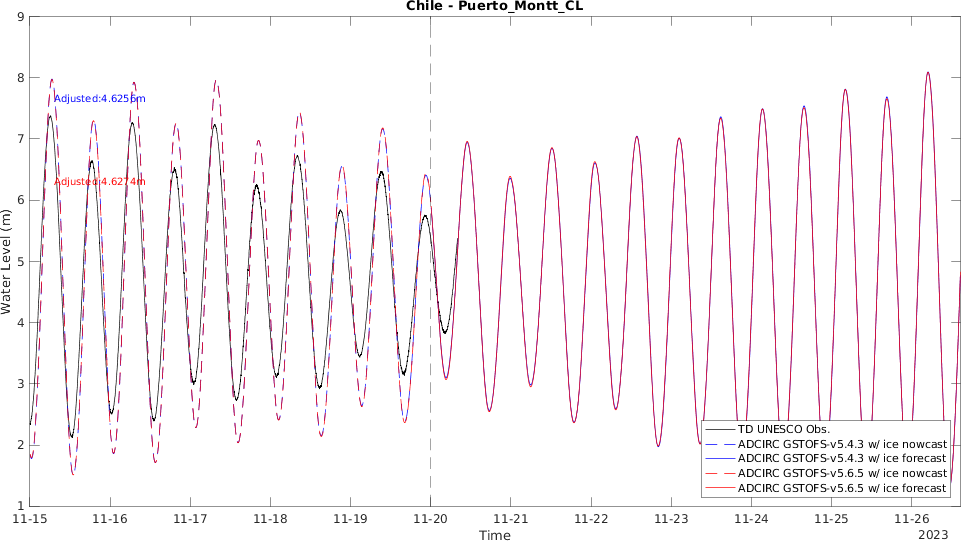 Chile - Puerto_Montt_CL
9
8
7
6
5
4
3
2
1
Water Level (m)
Adjusted:4.6256m
Adjusted:4.6274m
TD UNESCO Obs.
ADCIRC GSTOFS-v5.4.3 w/ ice nowcast
ADCIRC GSTOFS-v5.4.3 w/ ice forecast
ADCIRC GSTOFS-v5.6.5 w/ ice nowcast
ADCIRC GSTOFS-v5.6.5 w/ ice forecast
11-15 11-16 11-17 11-18 11-19 11-20 11-21 11-22 11-23 11-24 11-25 11-26
Time
2023